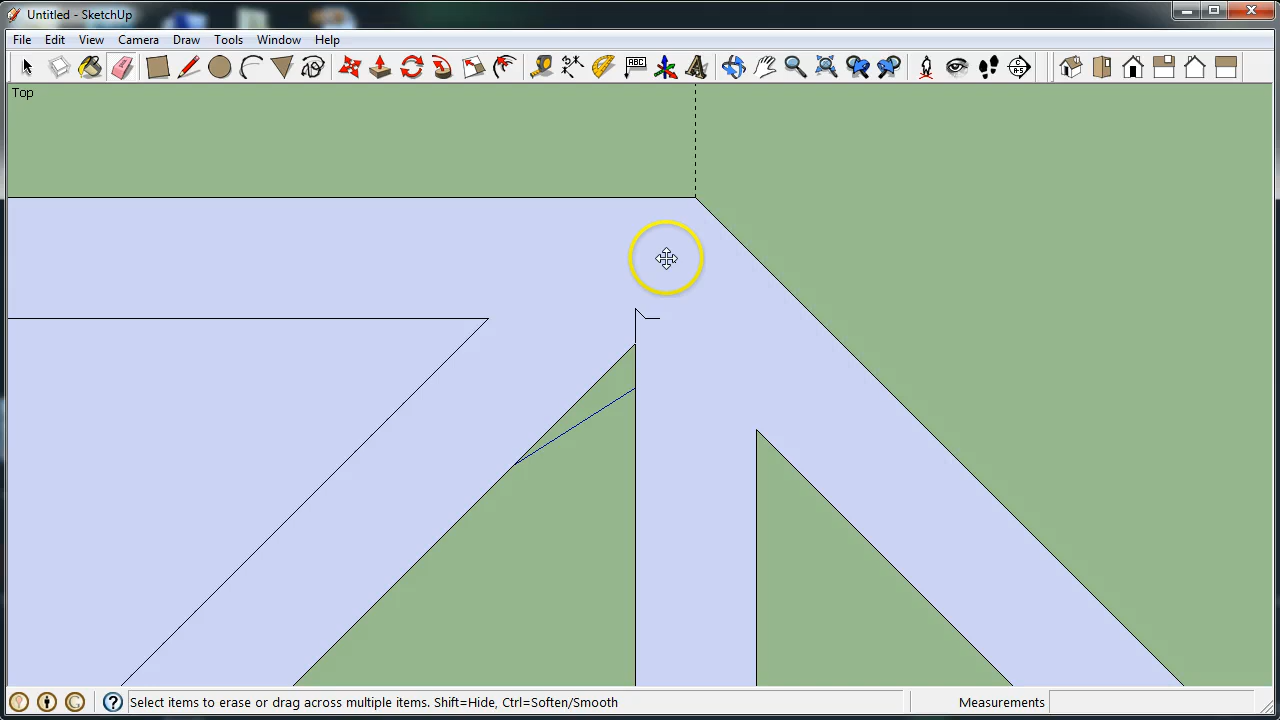 Untitled - SketchUp
File Edit View Camera Draw Tools Window Help
ABC
A
Top
Select items to erase or drag across multiple items. Shift=Hide, Ctrl=Soften/Smooth
Measurements